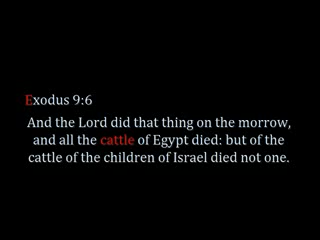 Exodus 9:6
And the Lord did that thing on the morrow,
and all the cattle of Egypt died: but of the
cattle of the children of Israel died not one.